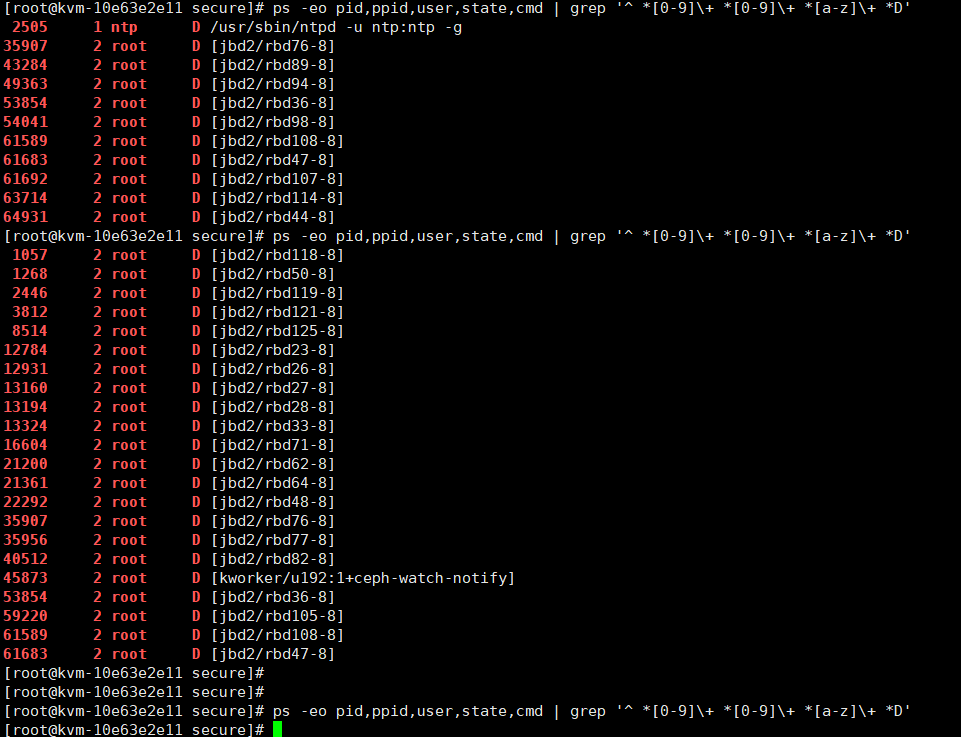 [root@kvm-10e63e2e11 secure]# ps -eo pid,ppid,user,state,cmd | grep '^ *[0-9]\+ *[0-9]\+ *[a-z]\+ *D'
 2505     1 ntp      D /usr/sbin/ntpd -u ntp:ntp -g
35907     2 root     D [jbd2/rbd76-8]
43284     2 root     D [jbd2/rbd89-8]
49363     2 root     D [jbd2/rbd94-8]
53854     2 root     D [jbd2/rbd36-8]
54041     2 root     D [jbd2/rbd98-8]
61589     2 root     D [jbd2/rbd108-8]
61683     2 root     D [jbd2/rbd47-8]
61692     2 root     D [jbd2/rbd107-8]
63714     2 root     D [jbd2/rbd114-8]
64931     2 root     D [jbd2/rbd44-8]
[root@kvm-10e63e2e11 secure]# ps -eo pid,ppid,user,state,cmd | grep '^ *[0-9]\+ *[0-9]\+ *[a-z]\+ *D'
 1057     2 root     D [jbd2/rbd118-8]
 1268     2 root     D [jbd2/rbd50-8]
 2446     2 root     D [jbd2/rbd119-8]
 3812     2 root     D [jbd2/rbd121-8]
 8514     2 root     D [jbd2/rbd125-8]
12784     2 root     D [jbd2/rbd23-8]
12931     2 root     D [jbd2/rbd26-8]
13160     2 root     D [jbd2/rbd27-8]
13194     2 root     D [jbd2/rbd28-8]
13324     2 root     D [jbd2/rbd33-8]
16604     2 root     D [jbd2/rbd71-8]
21200     2 root     D [jbd2/rbd62-8]
21361     2 root     D [jbd2/rbd64-8]
22292     2 root     D [jbd2/rbd48-8]
35907     2 root     D [jbd2/rbd76-8]
35956     2 root     D [jbd2/rbd77-8]
40512     2 root     D [jbd2/rbd82-8]
45873     2 root     D [kworker/u192:1+ceph-watch-notify]
53854     2 root     D [jbd2/rbd36-8]
59220     2 root     D [jbd2/rbd105-8]
61589     2 root     D [jbd2/rbd108-8]
61683     2 root     D [jbd2/rbd47-8]
[root@kvm-10e63e2e11 secure]#
[root@kvm-10e63e2e11 secure]#
[root@kvm-10e63e2e11 secure]# ps -eo pid,ppid,user,state,cmd | grep '^ *[0-9]\+ *[0-9]\+ *[a-z]\+ *D'
[root@kvm-10e63e2e11 secure]#